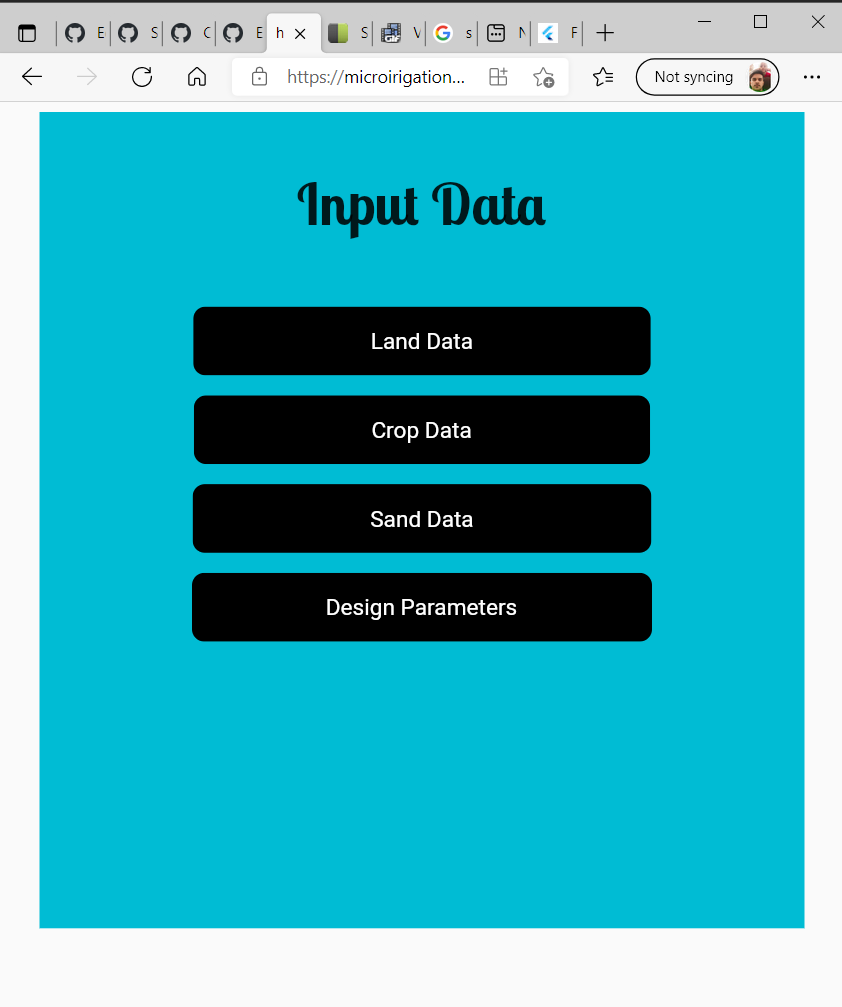 E S C E h S V s N F
https://microirigation... Not syncing
Input Data
Land Data
Crop Data
Sand Data
Design Parameters